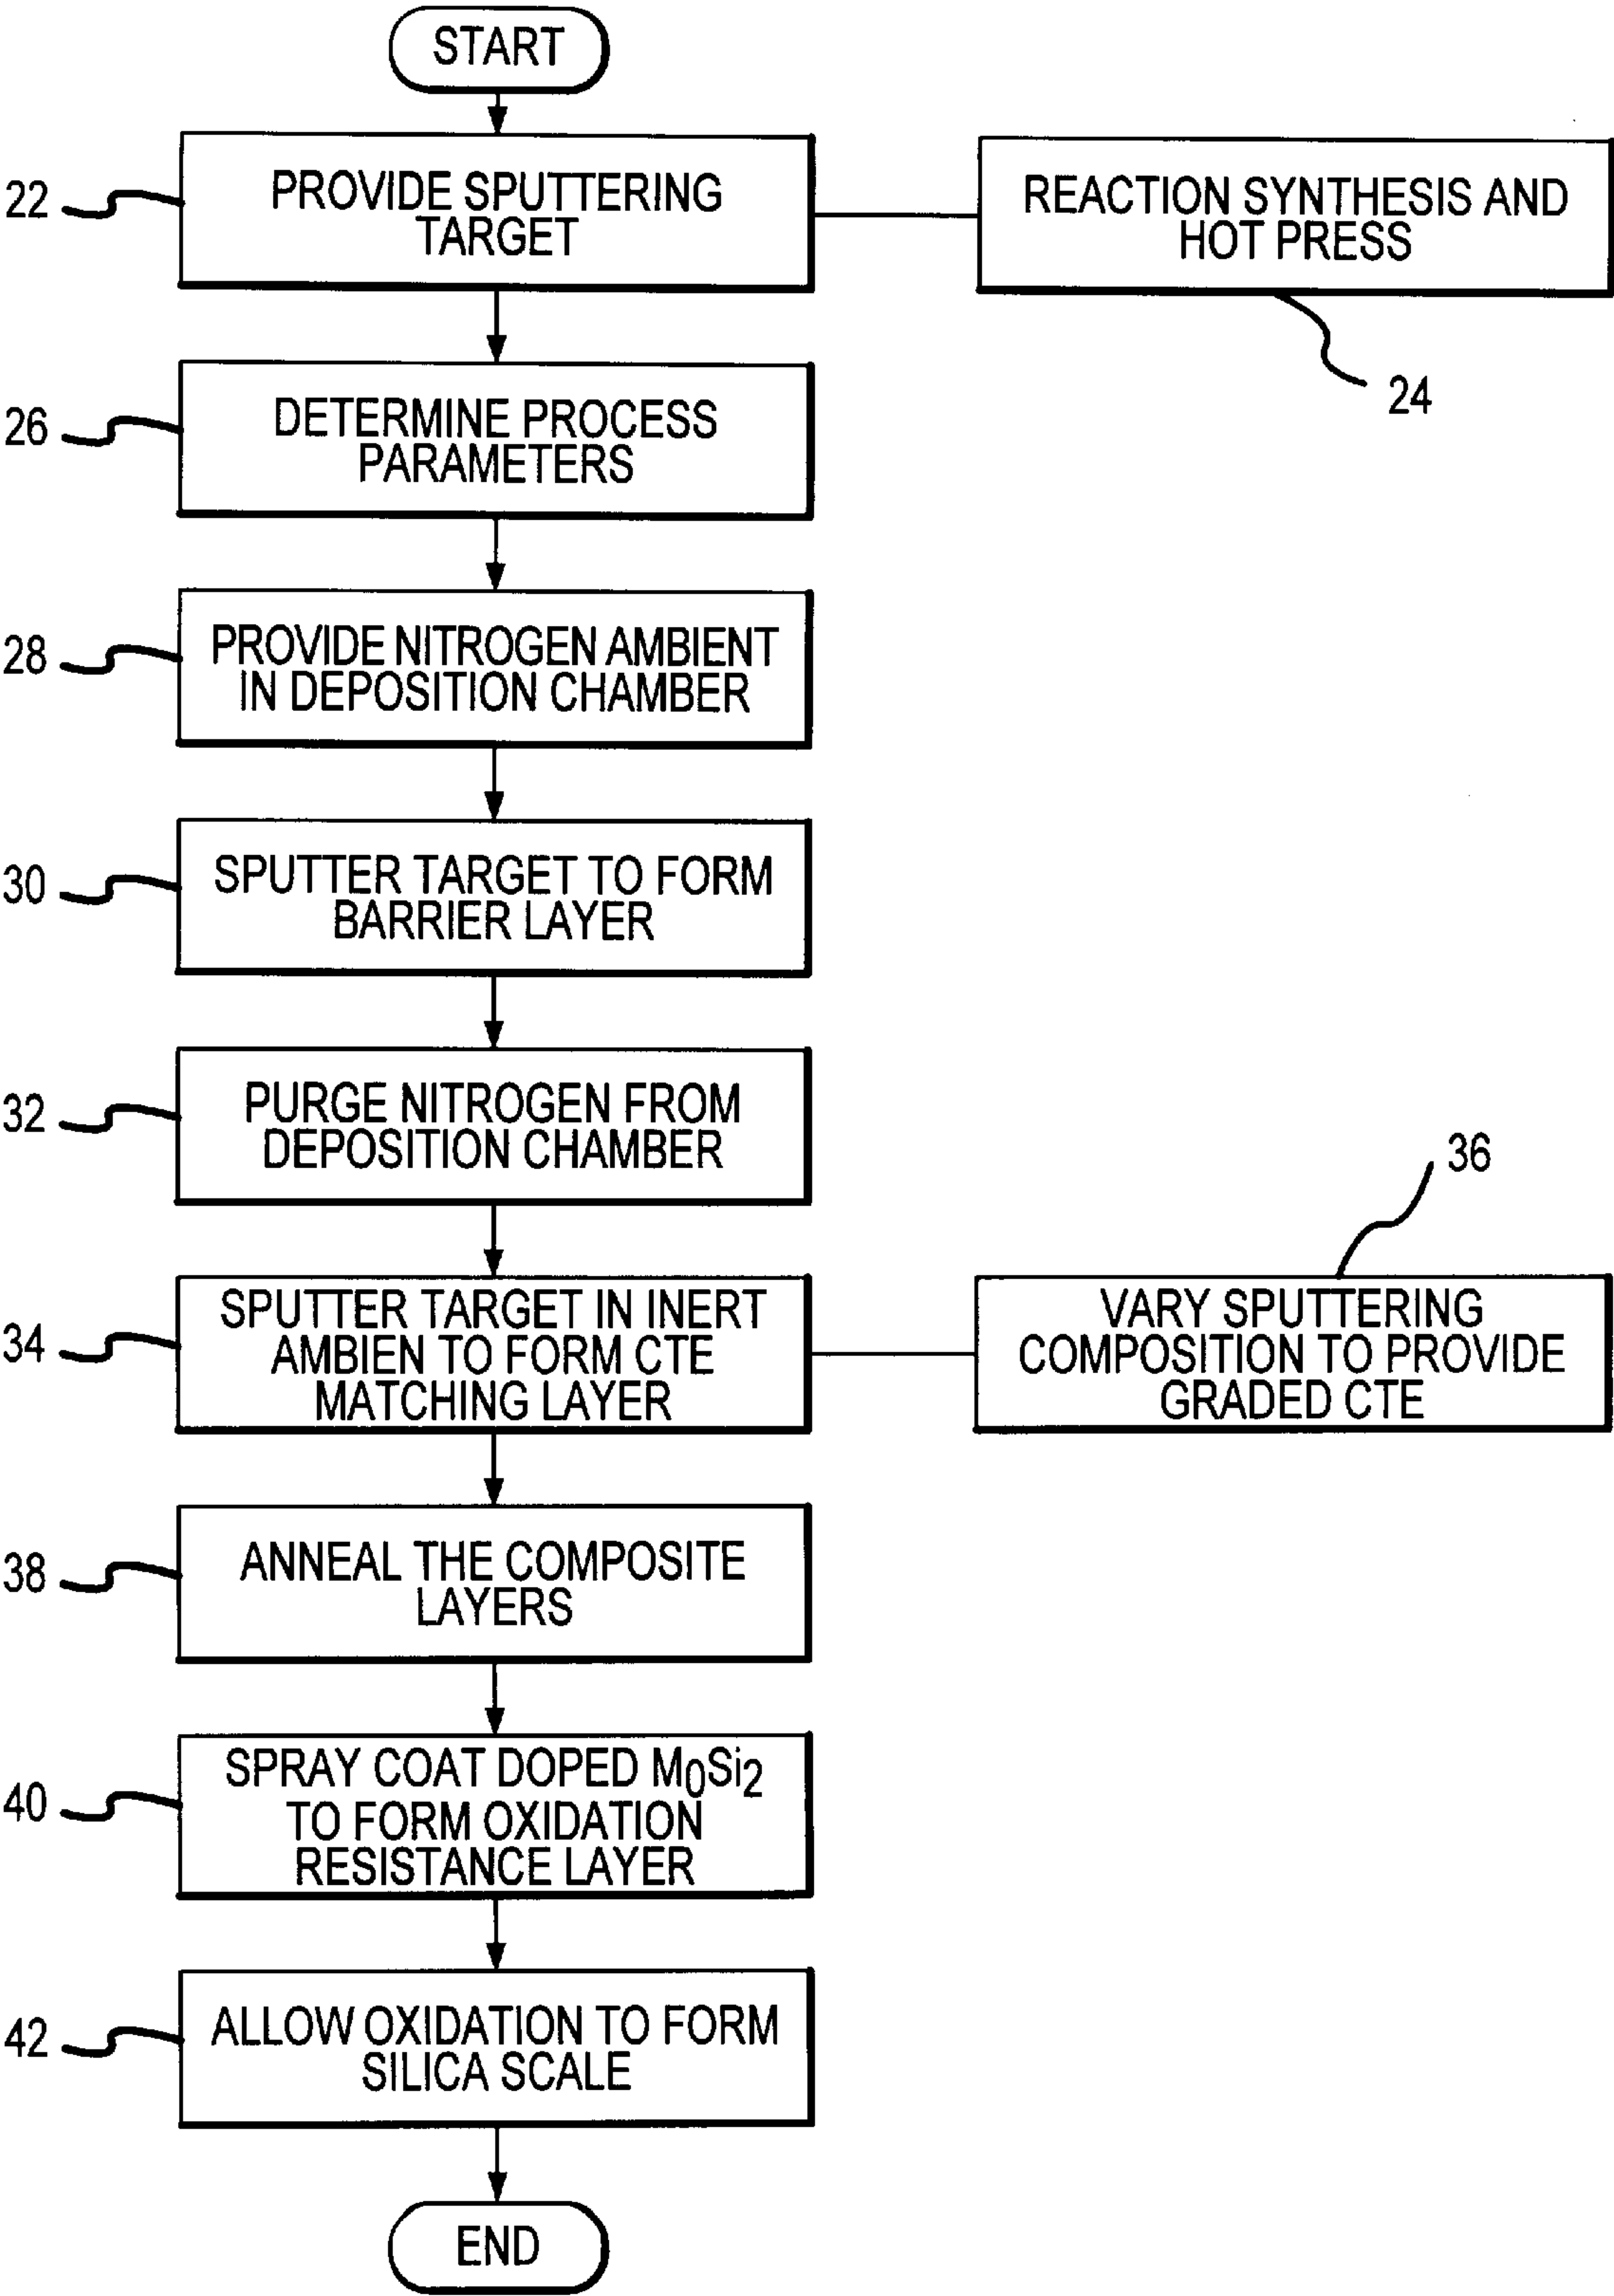 START
22
PROVIDE SPUTTERING
TARGET
REACTION SYNTHESIS AND
HOT PRESS
24
26
DETERMINE PROCESS
PARAMETERS
28
PROVIDE NITROGEN AMBIENT
IN DEPOSITION CHAMBER
30
SPUTTER TARGET TO FORM
BARRIER LAYER
32
PURGE NITROGEN FROM
DEPOSITION CHAMBER
34
SPUTTER TARGET IN INERT
AMBIEN TO FORM CTE
MATCHING LAYER
36
VARY SPUTTERING
COMPOSITION TO PROVIDE
GRADED CTE
38
ANNEAL THE COMPOSITE
LAYERS
40
SPRAY COAT DOPED M₀Si₂
TO FORM OXIDATION
RESISTANCE LAYER
42
ALLOW OXIDATION TO FORM
SILICA SCALE
END